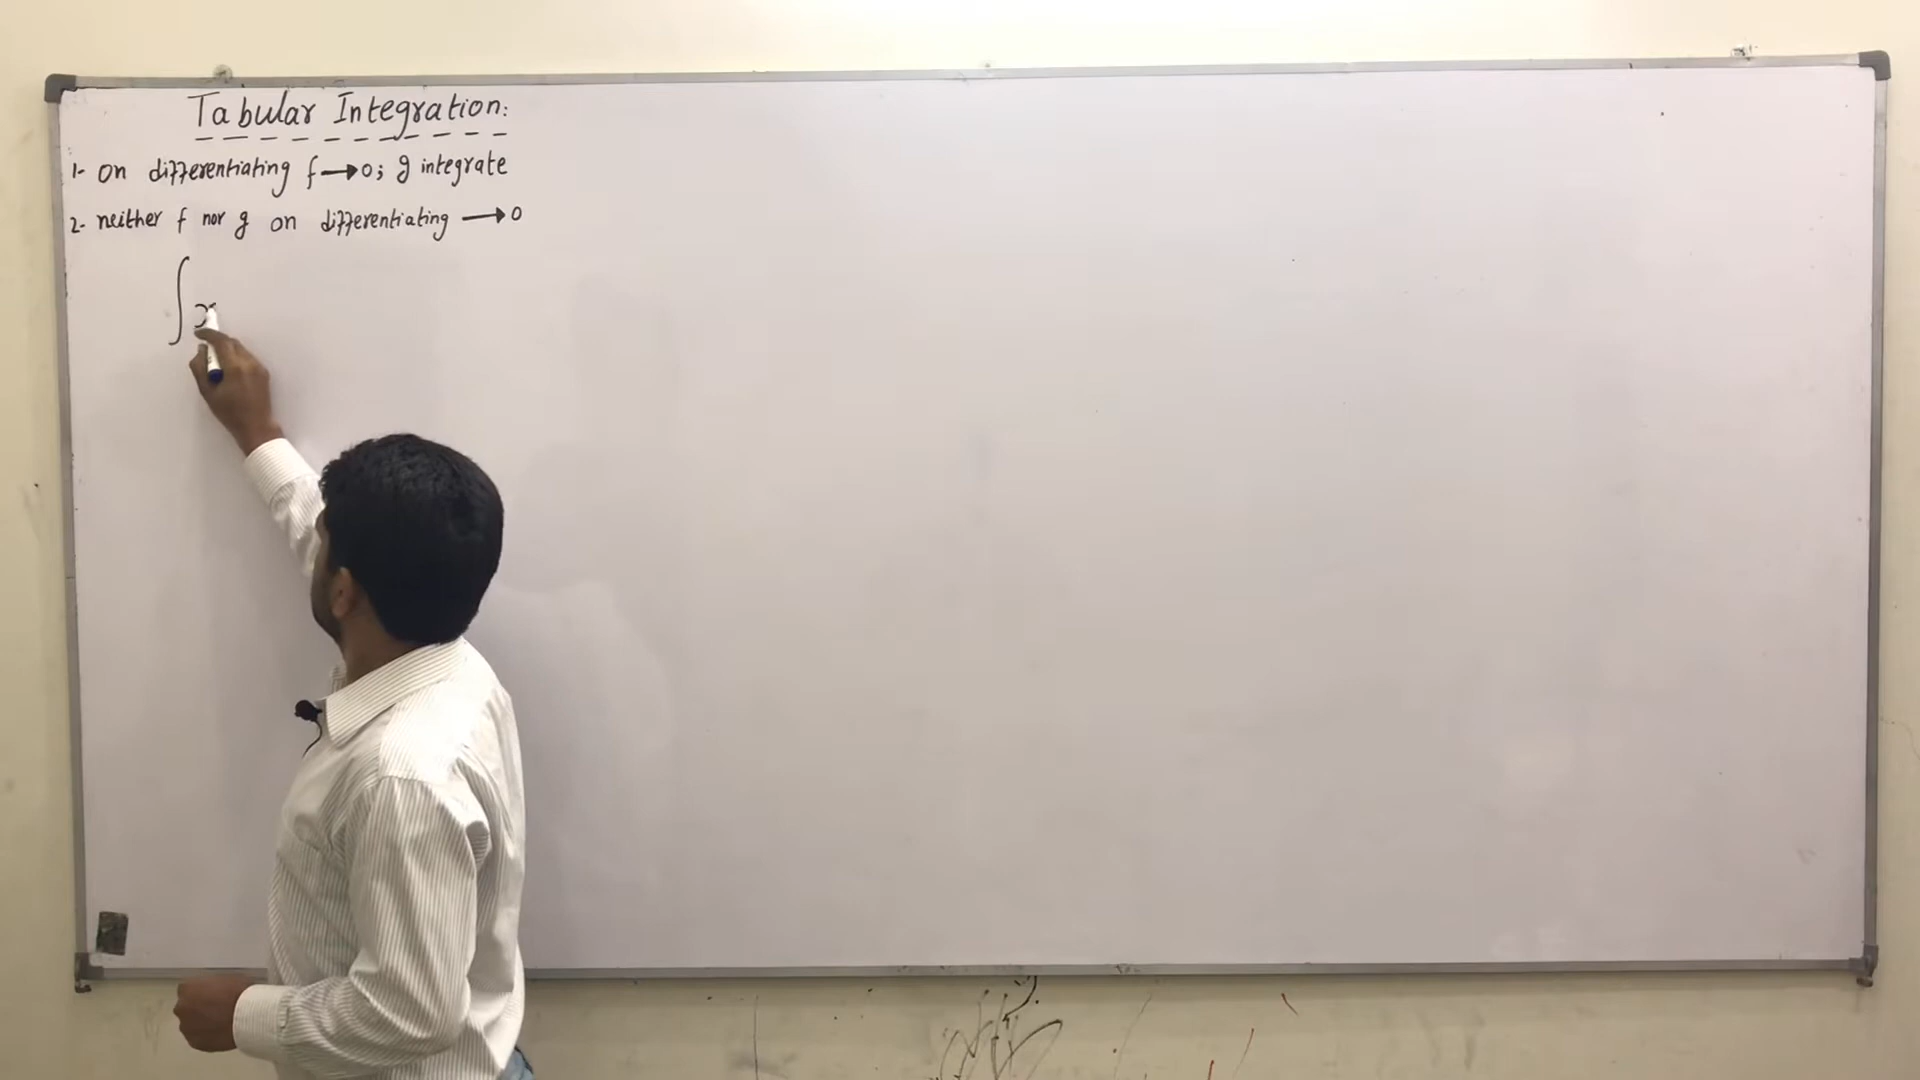 Tabular Integration:
1- on differentiating f→0; g integrate
2- neither f nor g on differentiating →0
∫x